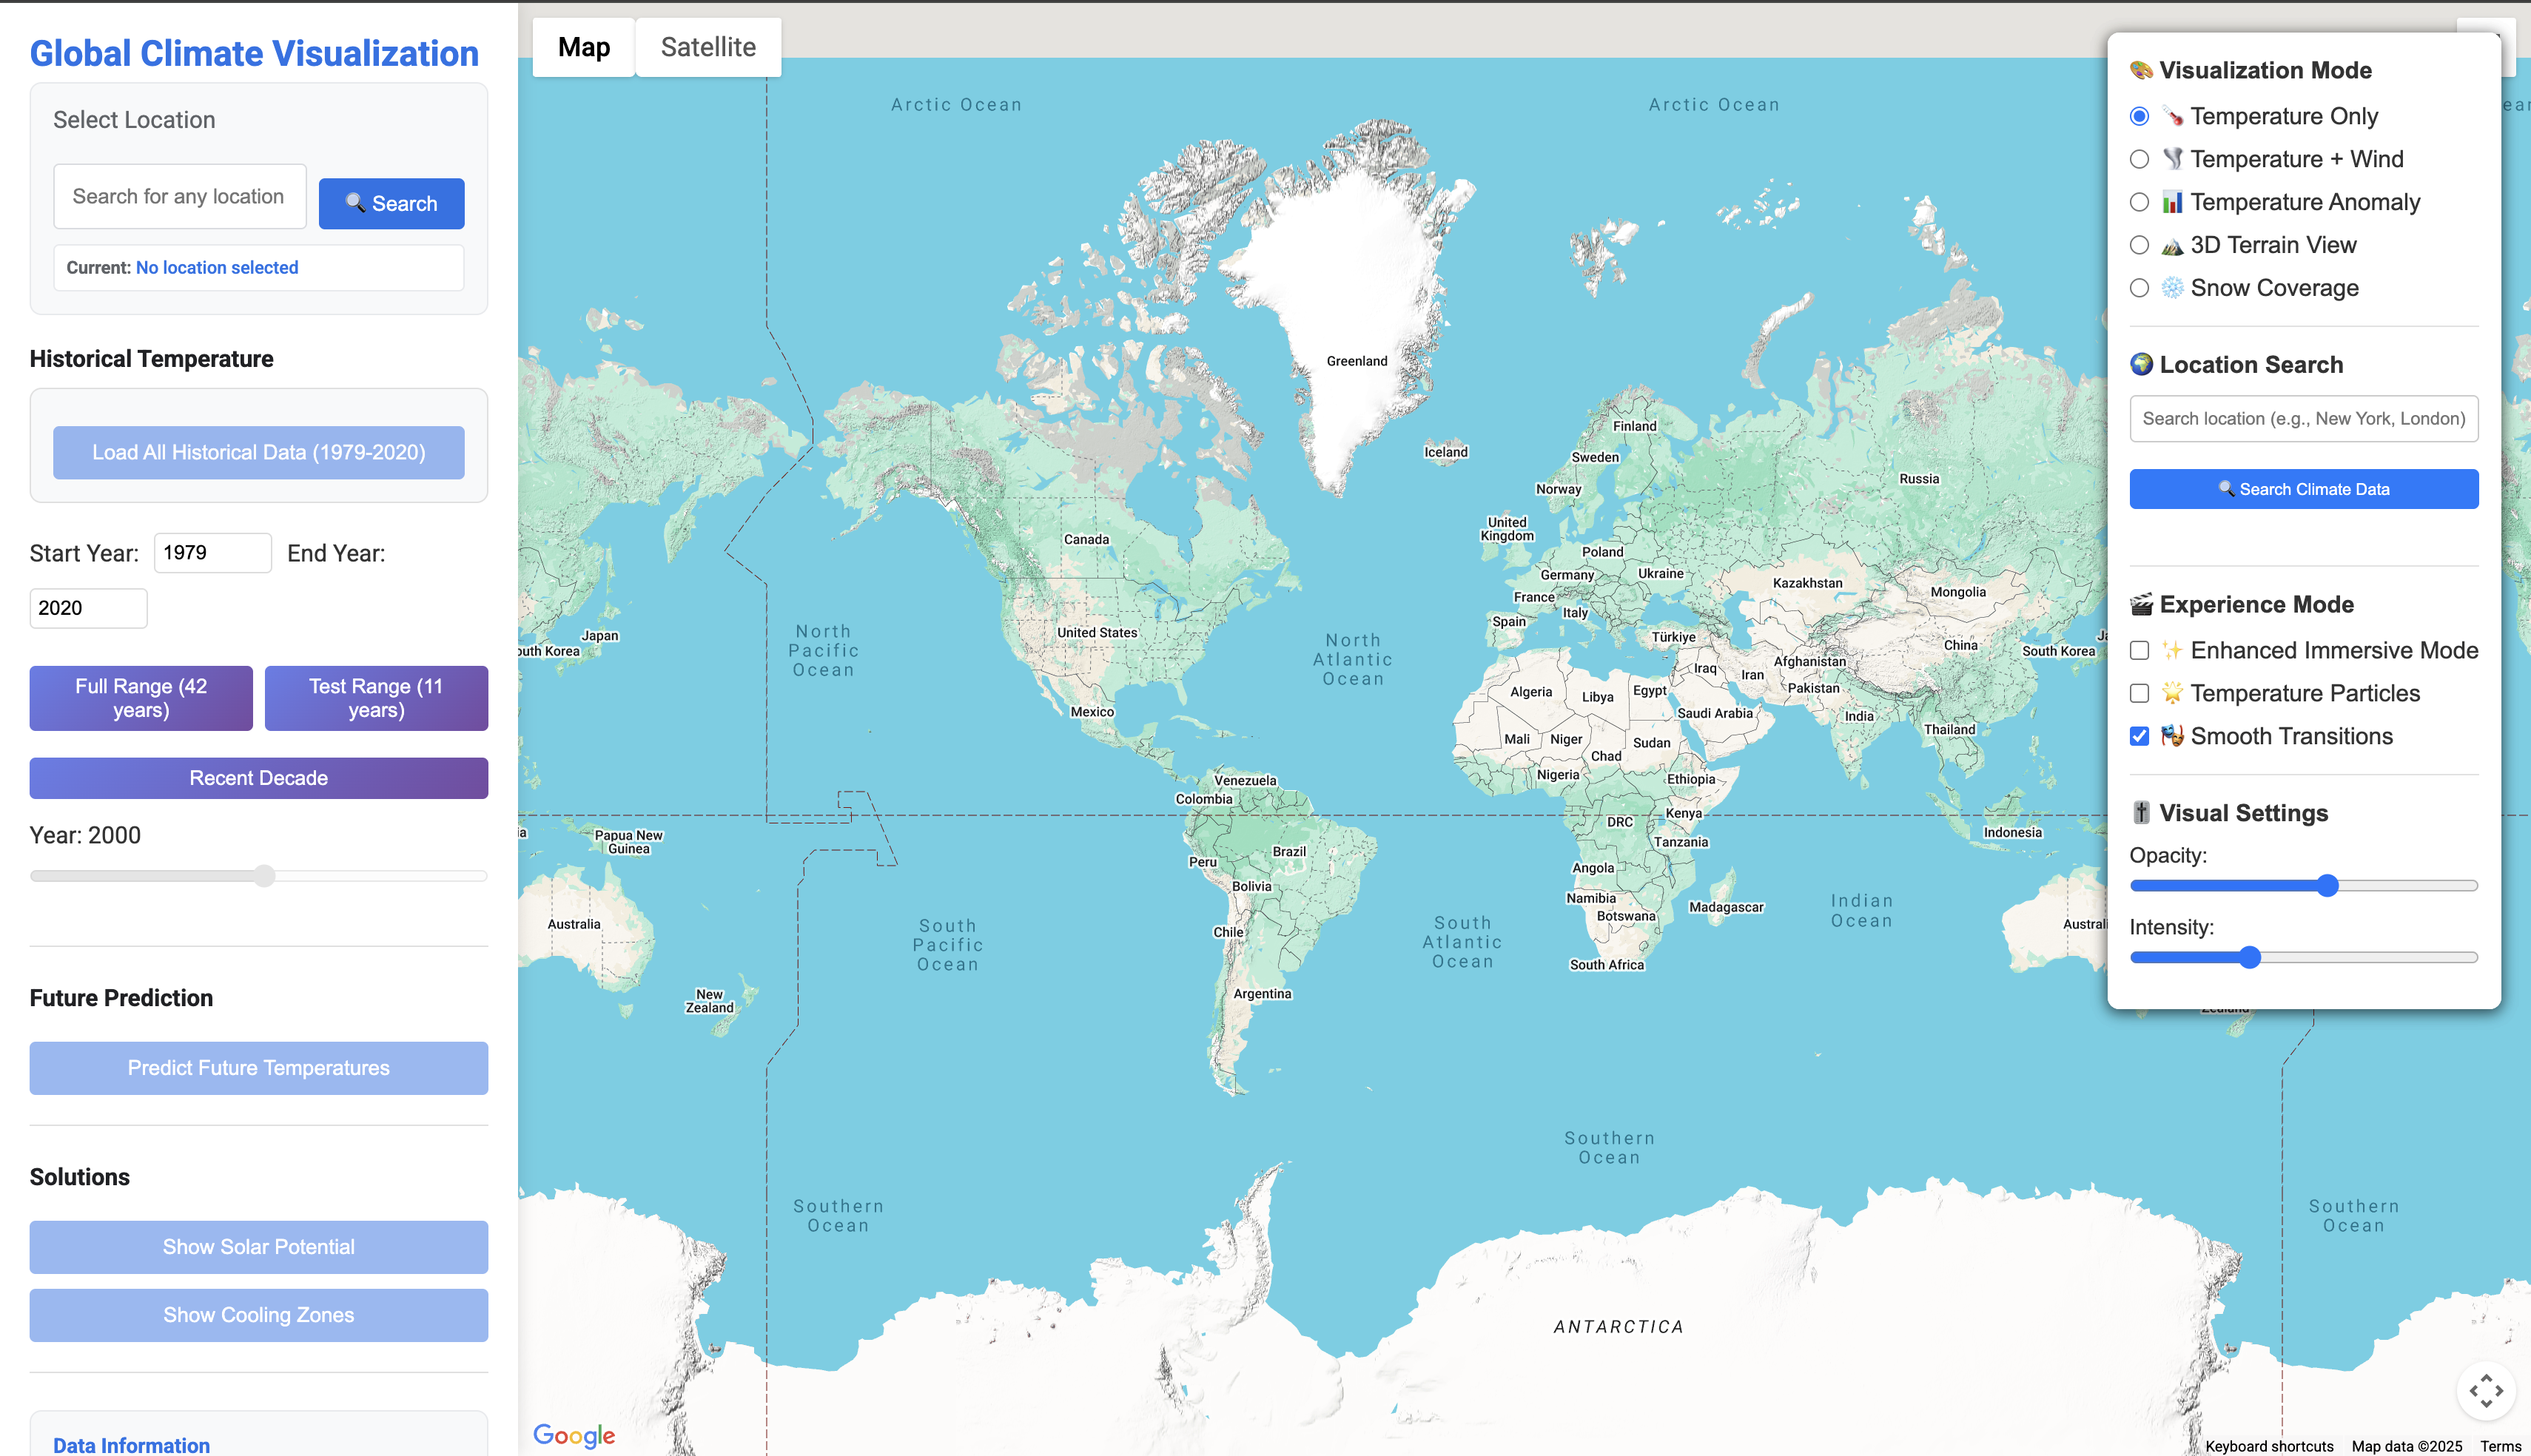 Global Climate Visualization
Select Location
Search for any location
🔍 Search
Current: No location selected
Historical Temperature
Load All Historical Data (1979-2020)
Start Year: 1979 End Year:
2020
Full Range (42
years)
Test Range (11
years)
Recent Decade
Year: 2000
Future Prediction
Predict Future Temperatures
Solutions
Show Solar Potential
Show Cooling Zones
Data Information
Map
Satellite
Arctic Ocean
Arctic Ocean
Greenland
Iceland
Finland
Sweden
Norway
Russia
United
Kingdom
Canada
Poland
Germany
Ukraine
France
Italy
Kazakhstan
Mongolia
Spain
Türkiye
Japan
outh Korea
United States
North
Pacific
Ocean
North
Atlantic
Ocean
China
South Korea
Iraq
Iran
Afghanistan
Pakistan
Algeria
Libya
Egypt
Saudi Arabia
India
Mexico
Mali
Niger
Chad
Sudan
Thailand
Nigeria
Ethiopia
Venezuela
Colombia
DRC
Kenya
Tanzania
Indonesia
ia
Papua New
Guinea
Peru
Brazil
Bolivia
Angola
Namibia
Botswana
Madagascar
Indian
Ocean
Australia
South
Pacific
Ocean
Chile
South
Atlantic
Ocean
South Africa
Australi
New
Zealand
Argentina
Southern
Ocean
Southern
Ocean
Southern
Ocean
ANTARCTICA
Google
Keyboard shortcuts
Map data ©2025
Terms
🎨 Visualization Mode
🌡️ Temperature Only
🌪️ Temperature + Wind
📊 Temperature Anomaly
🏔️ 3D Terrain View
❄️ Snow Coverage
🌍 Location Search
Search location (e.g., New York, London)
🔍 Search Climate Data
🎬 Experience Mode
✨ Enhanced Immersive Mode
🌟 Temperature Particles
🎭 Smooth Transitions
🎚️ Visual Settings
Opacity:
Intensity: